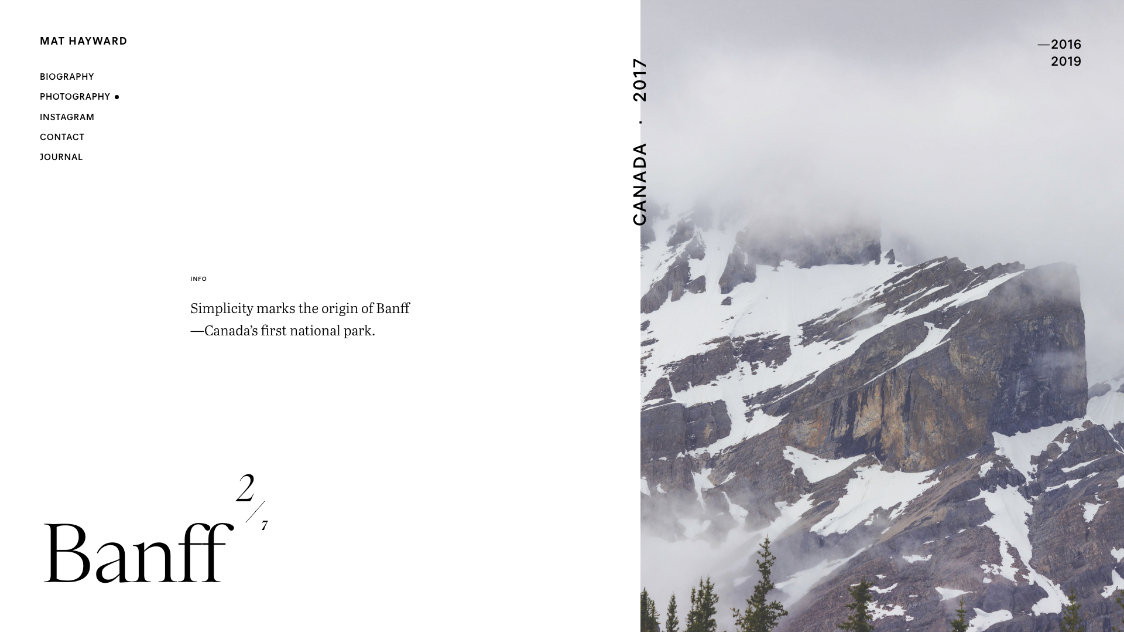 MAT HAYWARD
BIOGRAPHY
PHOTOGRAPHY •
INSTAGRAM
CONTACT
JOURNAL
INFO
Simplicity marks the origin of Banff
—Canada's first national park.
Banff
2/7
CANADA · 2017
—2016
2019